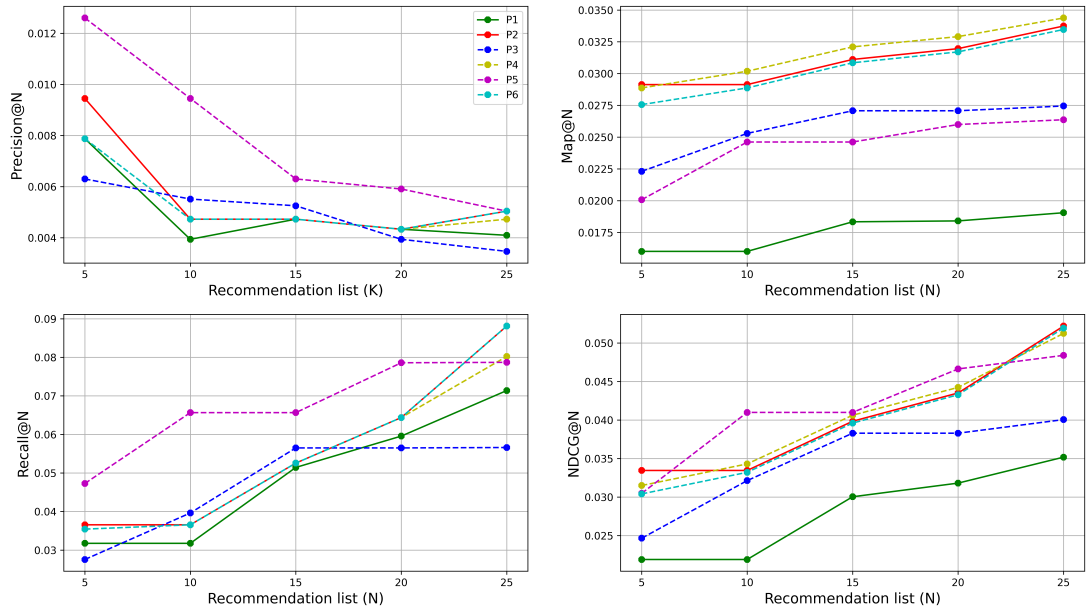 Precision@N
0.012
0.010
0.008
0.006
0.004
5 10 15 20 25
Recommendation list (K)
P1
P2
P3
P4
P5
P6
Map@N
0.0350
0.0325
0.0300
0.0275
0.0250
0.0225
0.0200
0.0175
5 10 15 20 25
Recommendation list (N)
Recall@N
0.09
0.08
0.07
0.06
0.05
0.04
0.03
5 10 15 20 25
Recommendation list (N)
NDCG@N
0.050
0.045
0.040
0.035
0.030
0.025
5 10 15 20 25
Recommendation list (N)